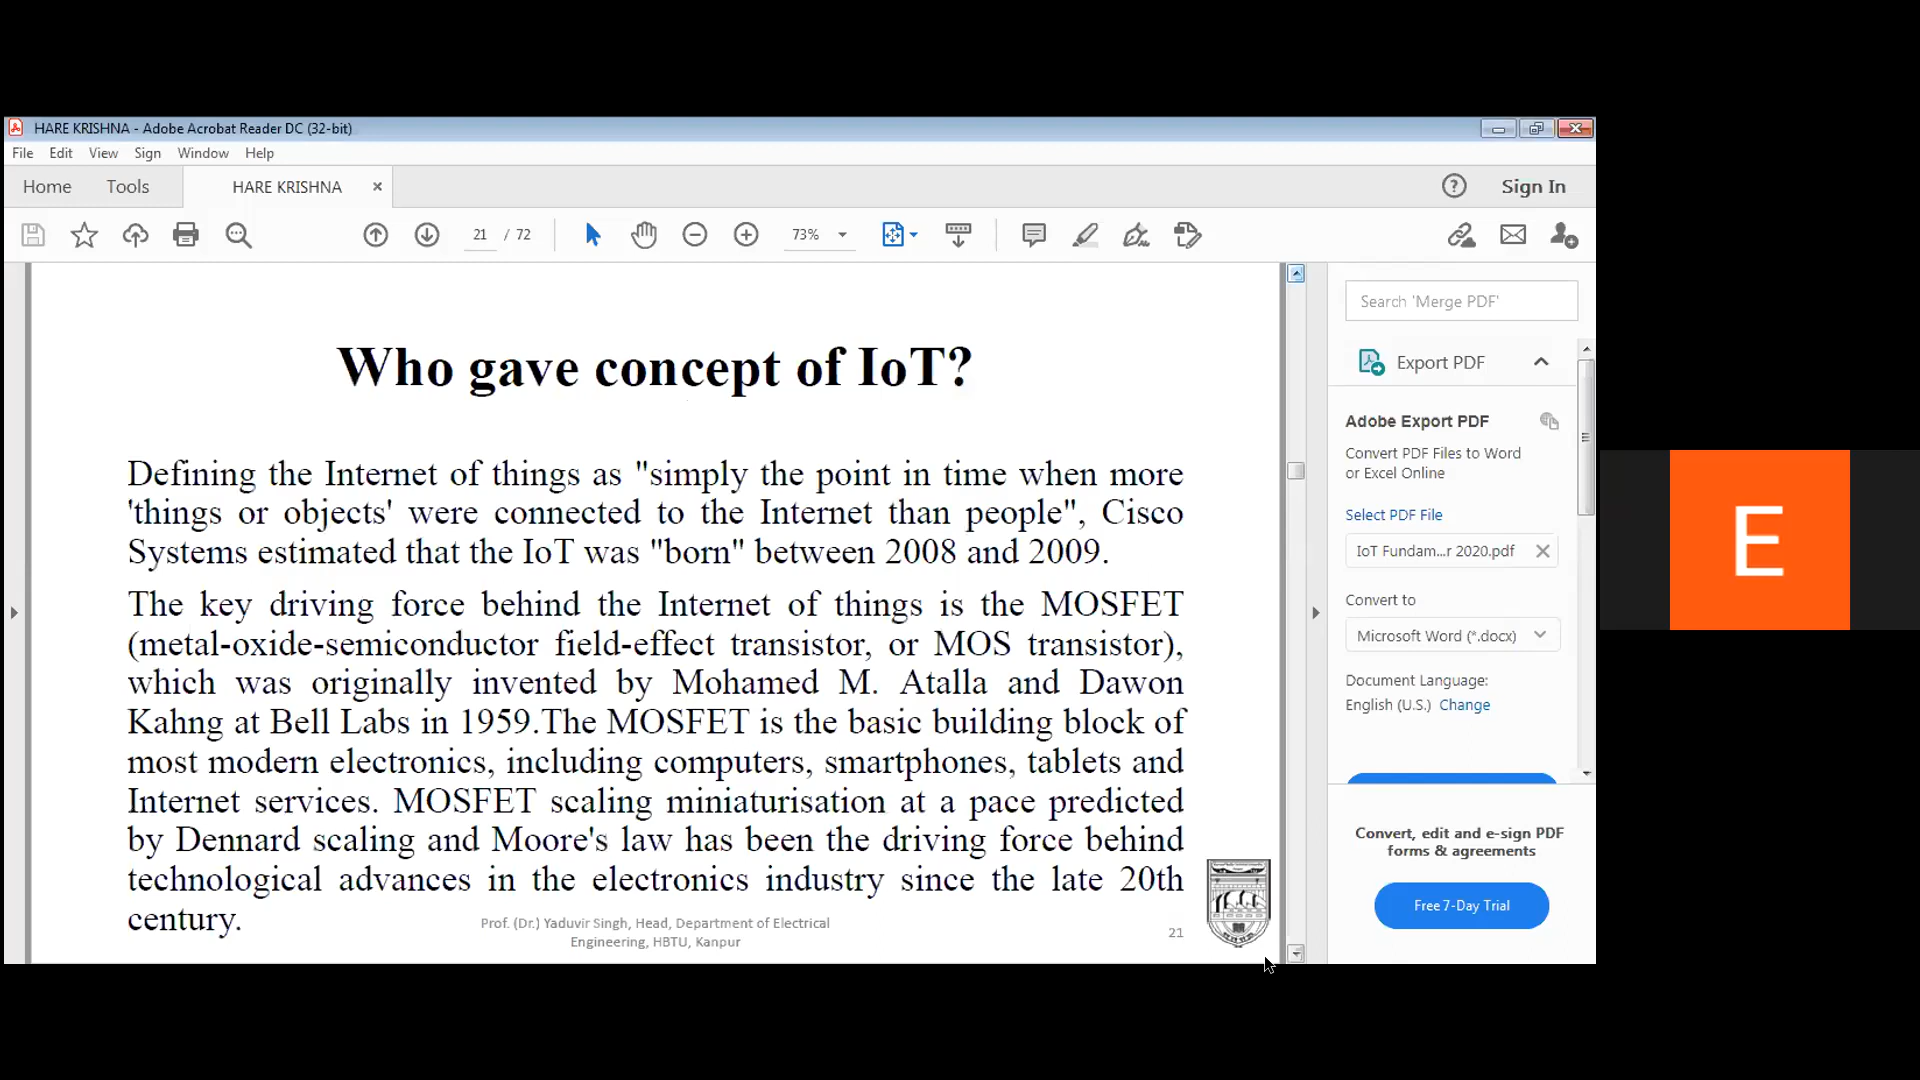 HARE KRISHNA - Adobe Acrobat Reader DC (32-bit)
File Edit View Sign Window Help
Home Tools HARE KRISHNA Sign In
21 / 72 73%
Search 'Merge PDF'
Export PDF
Adobe Export PDF
Convert PDF Files to Word
or Excel Online
Select PDF File
IoT Fundam...r 2020.pdf
Convert to
Microsoft Word (*.docx)
Document Language:
English (U.S.) Change
Convert, edit and e-sign PDF
forms & agreements
Free 7-Day Trial
Who gave concept of IoT?
Defining the Internet of things as "simply the point in time when more
'things or objects' were connected to the Internet than people", Cisco
Systems estimated that the IoT was "born" between 2008 and 2009.
The key driving force behind the Internet of things is the MOSFET
(metal-oxide-semiconductor field-effect transistor, or MOS transistor),
which was originally invented by Mohamed M. Atalla and Dawon
Kahng at Bell Labs in 1959.The MOSFET is the basic building block of
most modern electronics, including computers, smartphones, tablets and
Internet services. MOSFET scaling miniaturisation at a pace predicted
by Dennard scaling and Moore's law has been the driving force behind
technological advances in the electronics industry since the late 20th
century.
Prof. (Dr.) Yaduvir Singh, Head, Department of Electrical
Engineering, HBTU, Kanpur
21
E